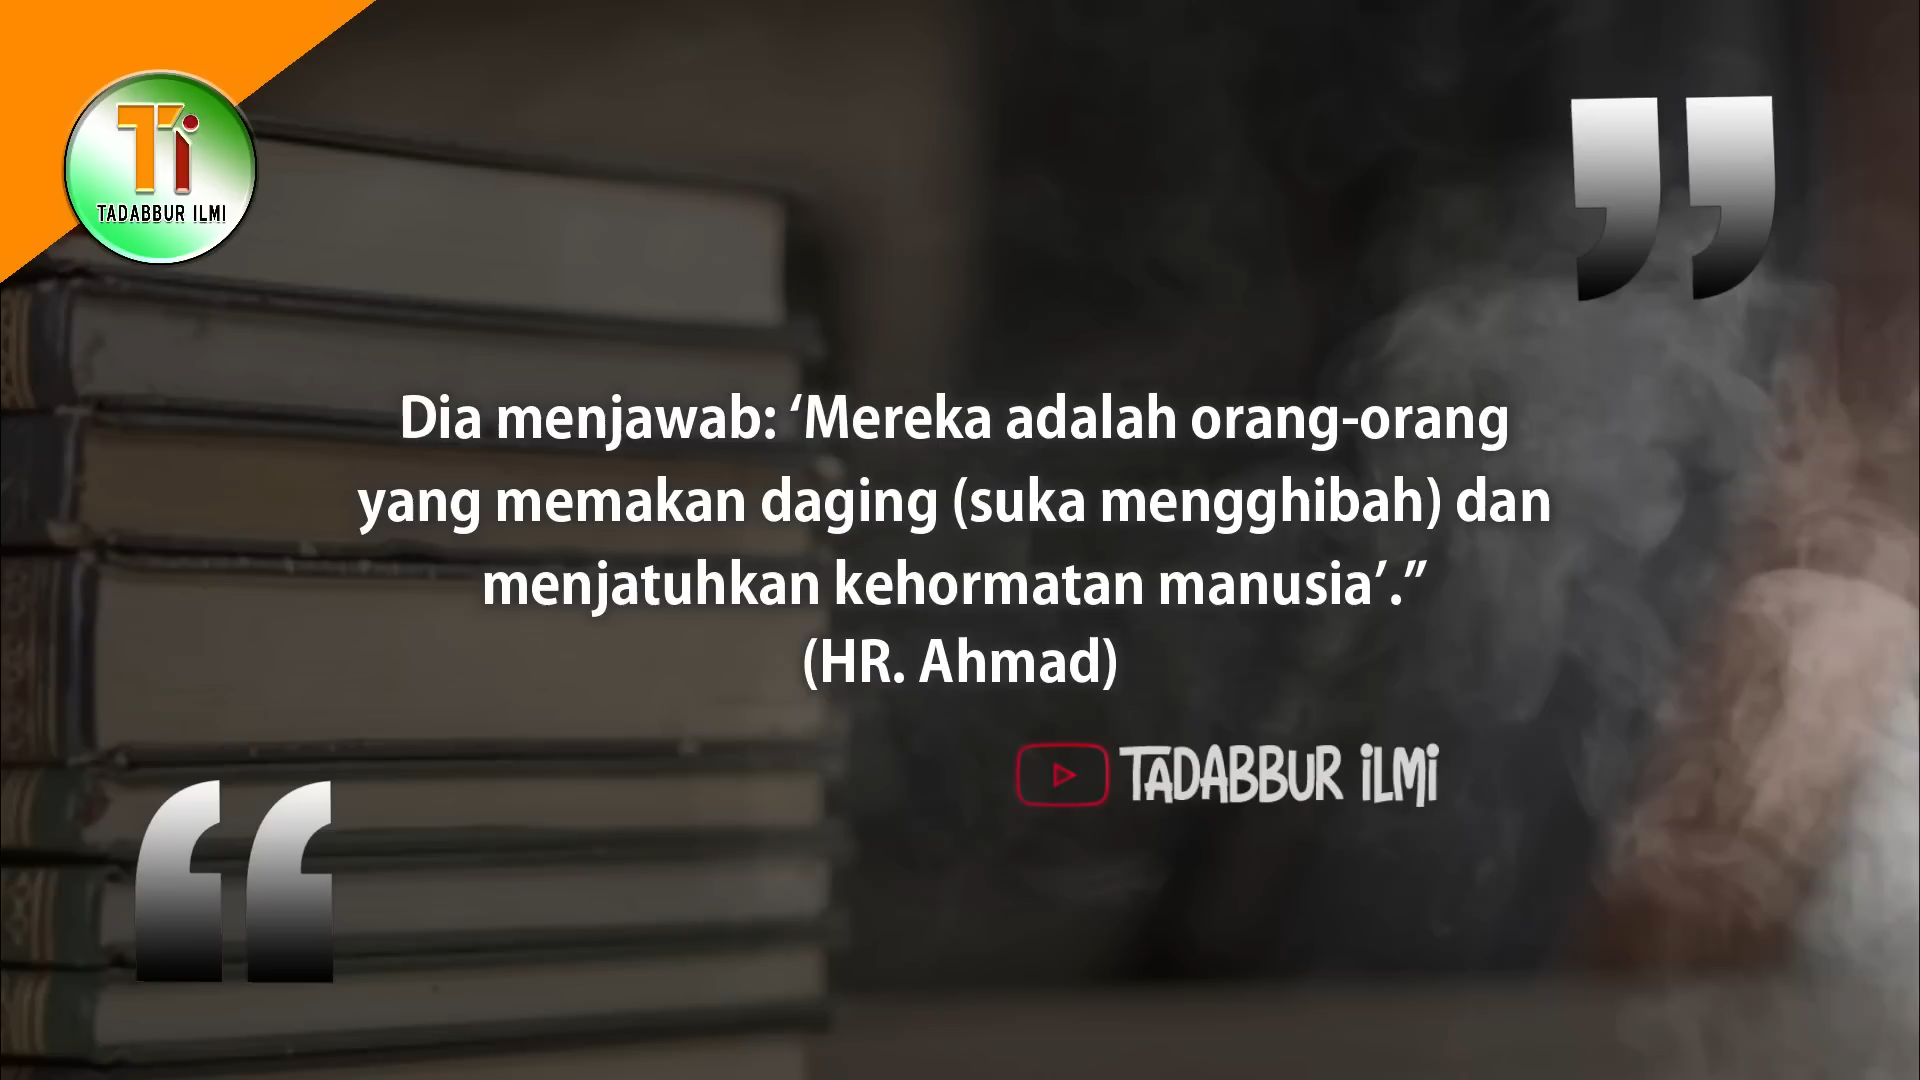 Ti
TADABBUR ILMI
Dia menjawab: ‘Mereka adalah orang-orang
yang memakan daging (suka mengghibah) dan
menjatuhkan kehormatan manusia’.”
(HR. Ahmad)
TADABBUR iLMi